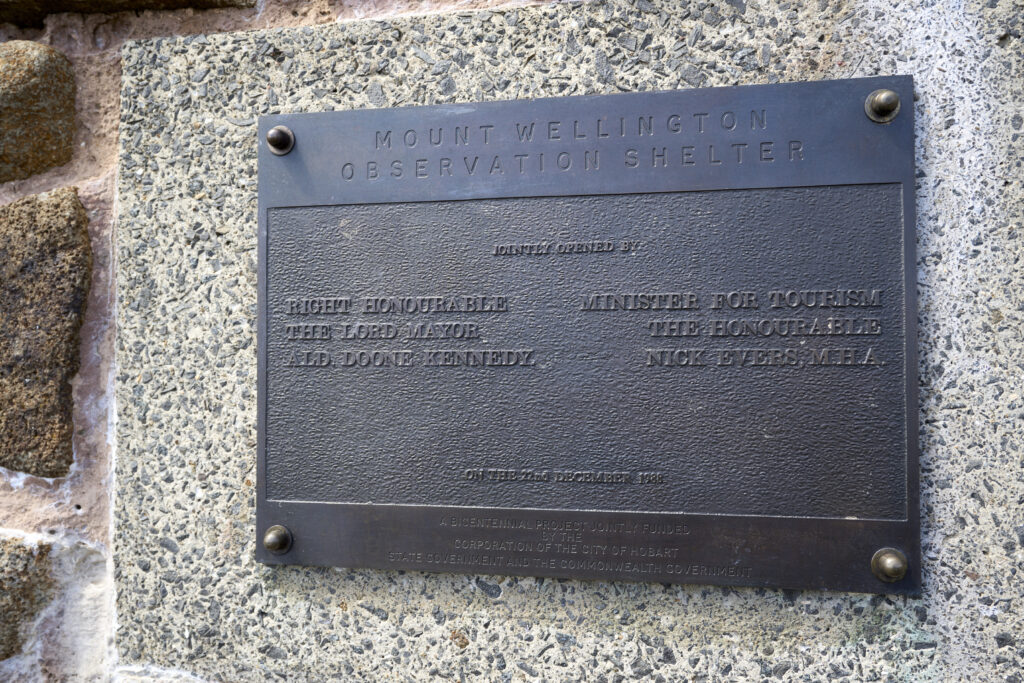 MOUNT WELLINGTON
OBSERVATION SHELTER
JOINTLY OPENED BY
RIGHT HONOURABLE
THE LORD MAYOR
ALD. DOONE KENNEDY.
MINISTER FOR TOURISM
THE HONOURABLE
NICK EVERS, M.H.A.
ON THE 22nd DECEMBER 1988
A BICENTENNIAL PROJECT JOINTLY FUNDED
BY THE
CORPORATION OF THE CITY OF HOBART
STATE GOVERNMENT AND THE COMMONWEALTH GOVERNMENT